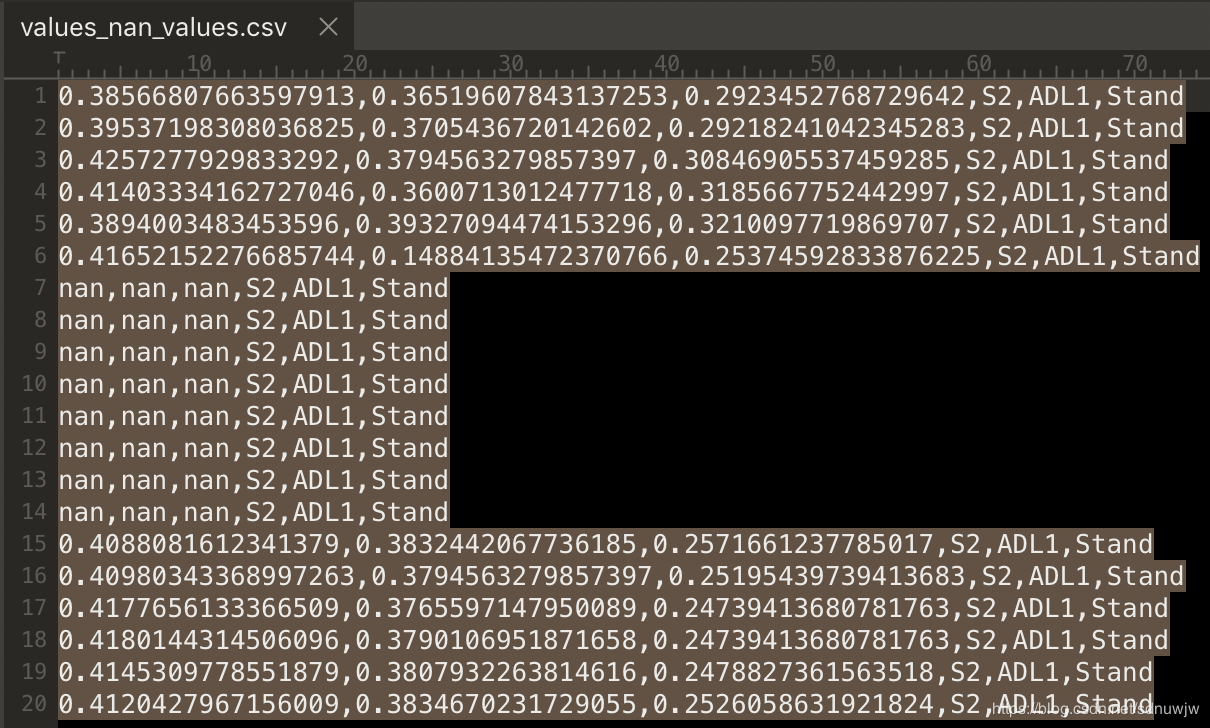 values_nan_values.csv ×
10 20 30 40 50 60 70
1 0.38566807663597913,0.36519607843137253,0.2923452768729642,S2,ADL1,Stand
2 0.39537198308036825,0.3705436720142602,0.29218241042345283,S2,ADL1,Stand
3 0.4257277929833292,0.3794563279857397,0.30846905537459285,S2,ADL1,Stand
4 0.41403334162727046,0.3600713012477718,0.3185667752442997,S2,ADL1,Stand
5 0.3894003483453596,0.39327094474153296,0.3210097719869707,S2,ADL1,Stand
6 0.41652152276685744,0.14884135472370766,0.25374592833876225,S2,ADL1,Stand
7 nan,nan,nan,S2,ADL1,Stand
8 nan,nan,nan,S2,ADL1,Stand
9 nan,nan,nan,S2,ADL1,Stand
10 nan,nan,nan,S2,ADL1,Stand
11 nan,nan,nan,S2,ADL1,Stand
12 nan,nan,nan,S2,ADL1,Stand
13 nan,nan,nan,S2,ADL1,Stand
14 nan,nan,nan,S2,ADL1,Stand
15 0.4088081612341379,0.3832442067736185,0.2571661237785017,S2,ADL1,Stand
16 0.40980343368997263,0.3794563279857397,0.25195439739413683,S2,ADL1,Stand
17 0.4177656133366509,0.3765597147950089,0.24739413680781763,S2,ADL1,Stand
18 0.4180144314506096,0.3790106951871658,0.24739413680781763,S2,ADL1,Stand
19 0.4145309778551879,0.3807932263814616,0.2478827361563518,S2,ADL1,Stand
20 0.4120427967156009,0.3834670231729055,0.2526058631921824,S2,ADL1,Stand
https://blog.csdn.net/sdnuwjw